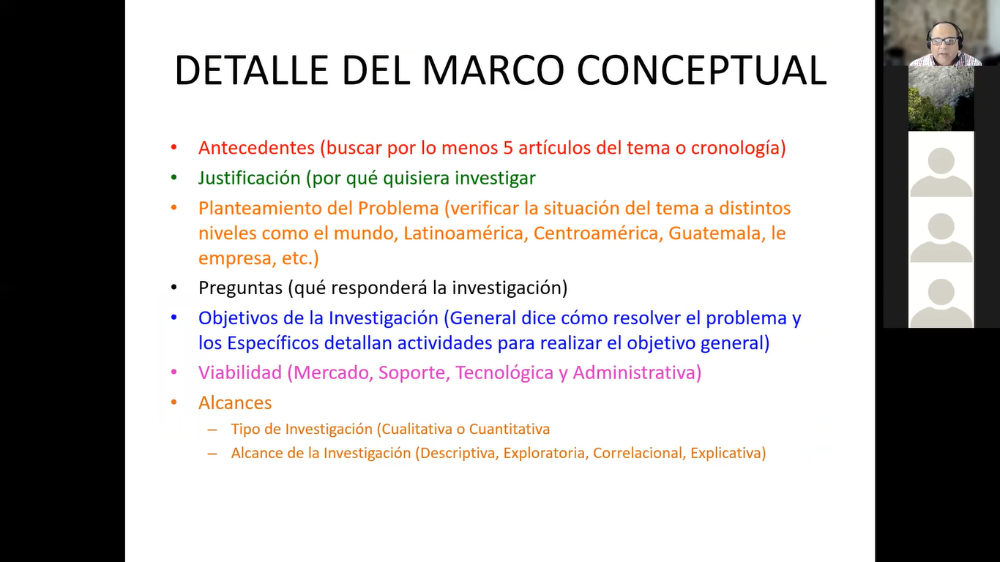 DETALLE DEL MARCO CONCEPTUAL
• Antecedentes (buscar por lo menos 5 artículos del tema o cronología)
• Justificación (por qué quisiera investigar
• Planteamiento del Problema (verificar la situación del tema a distintos
niveles como el mundo, Latinoamérica, Centroamérica, Guatemala, le
empresa, etc.)
• Preguntas (qué responderá la investigación)
• Objetivos de la Investigación (General dice cómo resolver el problema y
los Específicos detallan actividades para realizar el objetivo general)
• Viabilidad (Mercado, Soporte, Tecnológica y Administrativa)
• Alcances
– Tipo de Investigación (Cualitativa o Cuantitativa
– Alcance de la Investigación (Descriptiva, Exploratoria, Correlacional, Explicativa)